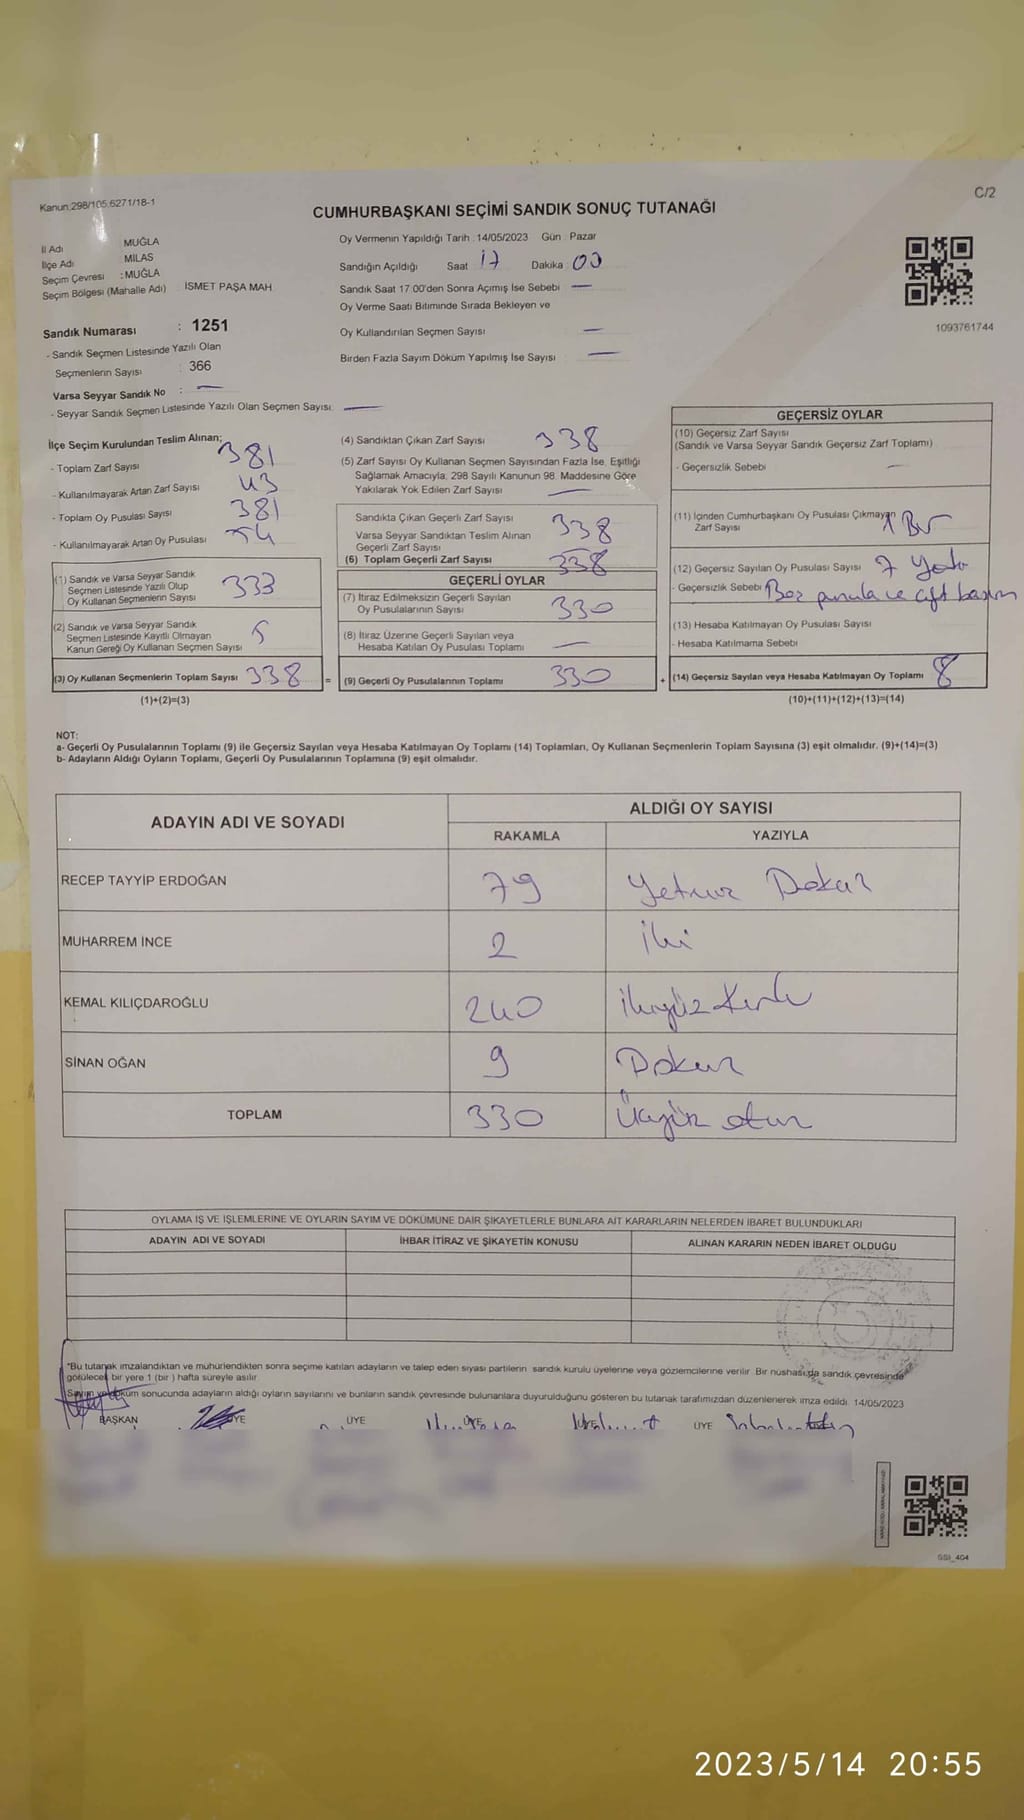 Kanun:298/105,6271/18-1
C/2
CUMHURBAŞKANI SEÇİMİ SANDIK SONUÇ TUTANAĞI
İl Adı MUĞLA
İlçe Adı MİLAS
Seçim Çevresi : MUĞLA
Seçim Bölgesi (Mahalle Adı) İSMET PAŞA MAH.
Sandık Numarası : 1251
- Sandık Seçmen Listesinde Yazılı Olan
Seçmenlerin Sayısı : 366
Varsa Seyyar Sandık No : —
- Seyyar Sandık Seçmen Listesinde Yazılı Olan Seçmen Sayısı: —
Oy Vermenin Yapıldığı Tarih : 14/05/2023 Gün : Pazar
Sandığın Açıldığı Saat 17 Dakika : 00
Sandık Saat 17.00'den Sonra Açımış İse Sebebi —
Oy Verme Saati Bitiminde Sırada Bekleyen ve
Oy Kullandırılan Seçmen Sayısı —
Birden Fazla Sayım Döküm Yapılmış İse Sayısı —
1093761744
İlçe Seçim Kurulundan Teslim Alınan;
- Toplam Zarf Sayısı 381
- Kullanılmayarak Artan Zarf Sayısı 43
- Toplam Oy Pusulası Sayısı 381
- Kullanılmayarak Artan Oy Pusulası
(1) Sandık ve Varsa Seyyar Sandık
Seçmen Listesinde Yazılı Olup
Oy Kullanan Seçmenlerin Sayısı 333
(2) Sandık ve Varsa Seyyar Sandık
Seçmen Listesinde Kayıtlı Olmayan
Kanun Gereği Oy Kullanan Seçmen Sayısı 5
(3) Oy Kullanan Seçmenlerin Toplam Sayısı 338 =
(1)+(2)=(3)
(4) Sandıktan Çıkan Zarf Sayısı 338
(5) Zarf Sayısı Oy Kullanan Seçmen Sayısından Fazla İse, Eşitliği
Sağlamak Amacıyla, 298 Sayılı Kanunun 98. Maddesine Göre
Yakılarak Yok Edilen Zarf Sayısı —
Sandıkta Çıkan Geçerli Zarf Sayısı 338
Varsa Seyyar Sandıktan Teslim Alınan
Geçerli Zarf Sayısı
(6) Toplam Geçerli Zarf Sayısı 338
GEÇERLİ OYLAR
(7) İtiraz Edilmeksizin Geçerli Sayılan
Oy Pusulalarının Sayısı 330
(8) İtiraz Üzerine Geçerli Sayılan veya
Hesaba Katılan Oy Pusulası Toplamı —
(9) Geçerli Oy Pusulalarının Toplamı 330 +
GEÇERSİZ OYLAR
(10) Geçersiz Zarf Sayısı
(Sandık ve Varsa Seyyar Sandık Geçersiz Zarf Toplamı)
- Geçersizlik Sebebi —
(11) İçinden Cumhurbaşkanı Oy Pusulası Çıkmayan
Zarf Sayısı 1 Bir
(12) Geçersiz Sayılan Oy Pusulası Sayısı 7 Yedi
- Geçersizlik Sebebi Boş pusula ve çift basım
(13) Hesaba Katılmayan Oy Pusulası Sayısı
- Hesaba Katılmama Sebebi
(14) Geçersiz Sayılan veya Hesaba Katılmayan Oy Toplamı 8
(10)+(11)+(12)+(13)=(14)
NOT:
a- Geçerli Oy Pusulalarının Toplamı (9) ile Geçersiz Sayılan veya Hesaba Katılmayan Oy Toplamı (14) Toplamları, Oy Kullanan Seçmenlerin Toplam Sayısına (3) eşit olmalıdır. (9)+(14)=(3)
b- Adayların Aldığı Oyların Toplamı, Geçerli Oy Pusulalarının Toplamına (9) eşit olmalıdır.
ADAYIN ADI VE SOYADI ALDIĞI OY SAYISI
RAKAMLA YAZIYLA
RECEP TAYYİP ERDOĞAN 79 Yetmiş Dokuz
MUHARREM İNCE 2 İki
KEMAL KILIÇDAROĞLU 240 İkiyüz Kırk
SİNAN OĞAN 9 Dokuz
TOPLAM 330 Üçyüz otuz
OYLAMA İŞ VE İŞLEMLERİNE VE OYLARIN SAYIM VE DÖKÜMÜNE DAİR ŞİKAYETLERLE BUNLARA AİT KARARLARIN NELERDEN İBARET BULUNDUKLARI
ADAYIN ADI VE SOYADI İHBAR İTİRAZ VE ŞİKAYETİN KONUSU ALINAN KARARIN NEDEN İBARET OLDUĞU
*Bu tutanak imzalandıktan ve mühürlendikten sonra seçime katılan adayların ve talep eden siyasi partilerin sandık kurulu üyelerine veya gözlemcilerine verilir. Bir nushası da sandık çevresinde
görülecek bir yere 1 (bir) hafta süreyle asılır.
Sayım ve döküm sonucunda adayların aldığı oyların sayılarını ve bunların sandık çevresinde bulunanlara duyurulduğunu gösteren bu tutanak tarafımızdan düzenlenerek imza edildi. 14/05/2023
BAŞKAN ÜYE ÜYE ÜYE ÜYE ÜYE
SSI_404
2023/5/14 20:55